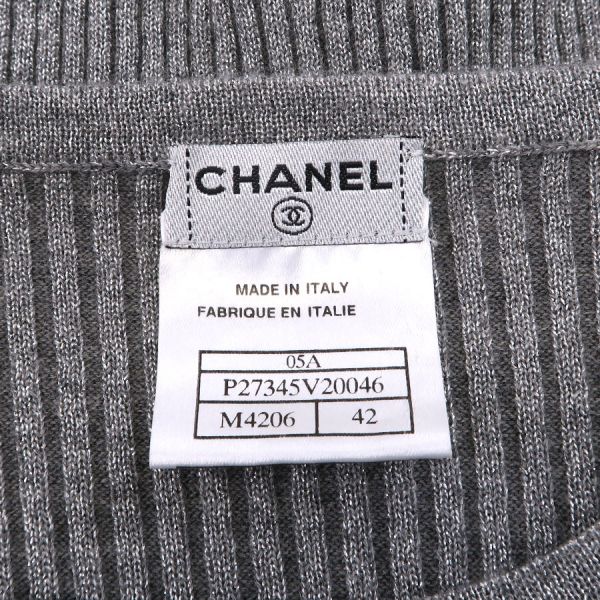 CHANEL
MADE IN ITALY
FABRIQUE EN ITALIE
05A
P27345V20046
M4206 42